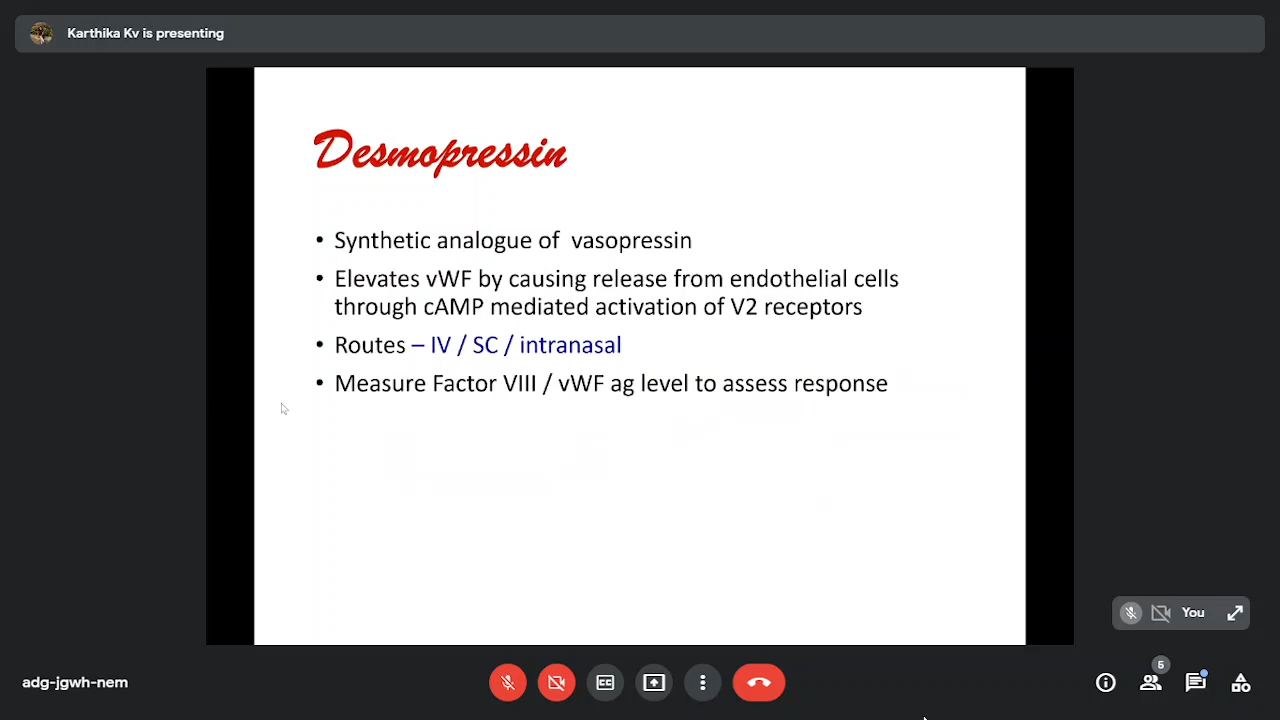 Karthika Kv is presenting
Desmopressin
• Synthetic analogue of  vasopressin
• Elevates vWF by causing release from endothelial cells
through cAMP mediated activation of V2 receptors
• Routes – IV / SC / intranasal
• Measure Factor VIII / vWF ag level to assess response
You
adg-jgwh-nem
CC
5